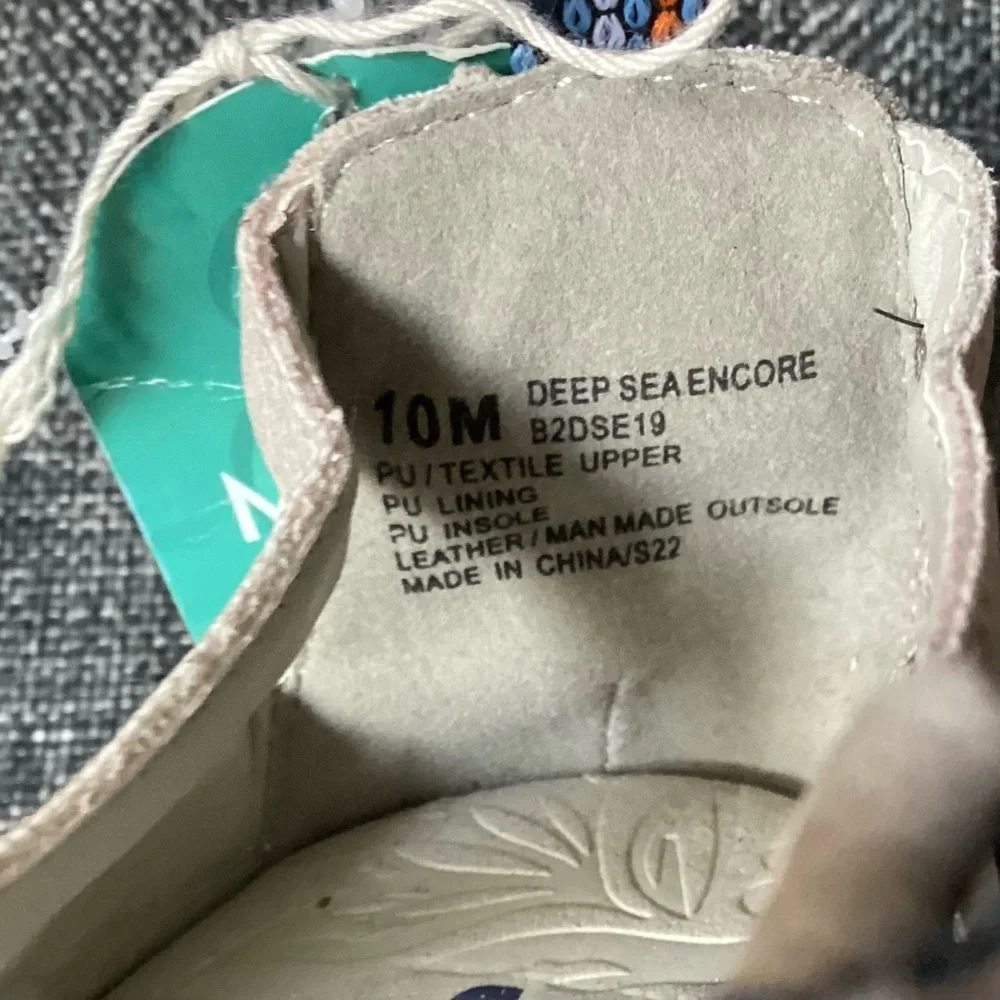 10M DEEP SEA ENCORE
B2DSE19
PU/TEXTILE UPPER
PU LINING
PU INSOLE
LEATHER/MAN MADE OUTSOLE
MADE IN CHINA/S22